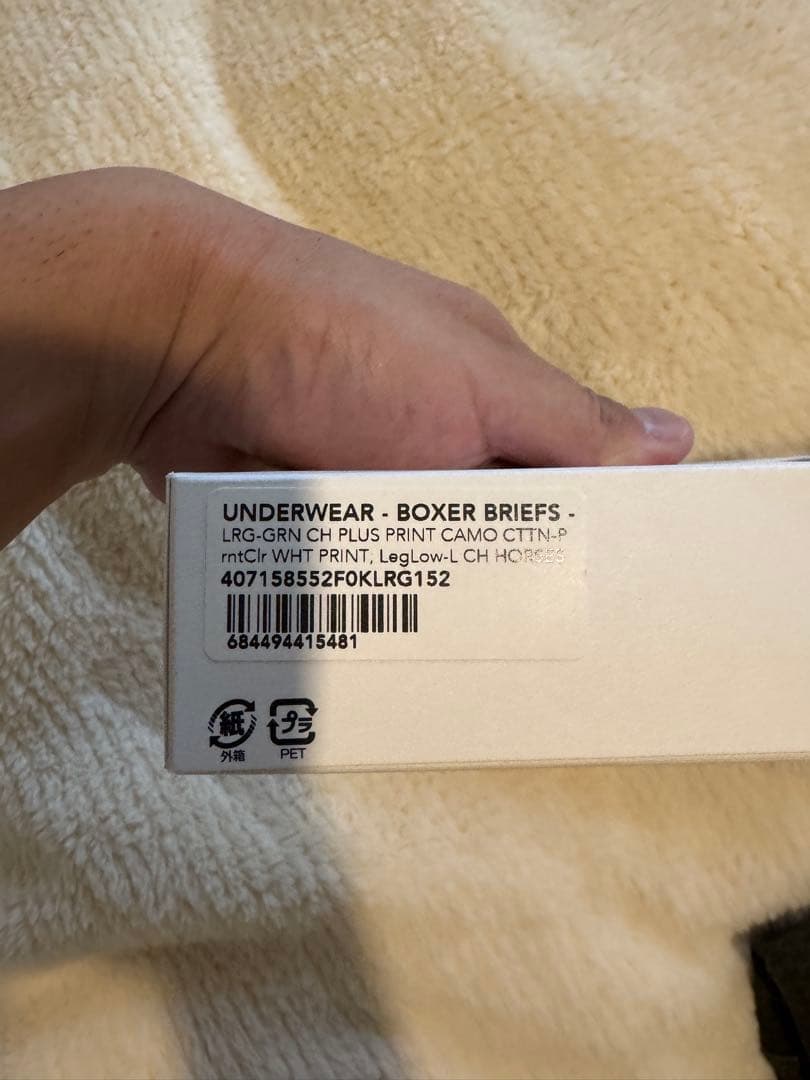 UNDERWEAR - BOXER BRIEFS -
LRG-GRN CH PLUS PRINT CAMO CTTN-P
rntClr WHT PRINT, LegLow-L CH HORSES
407158552F0KLRG152
684494415481
紙 プラ
外箱 PET